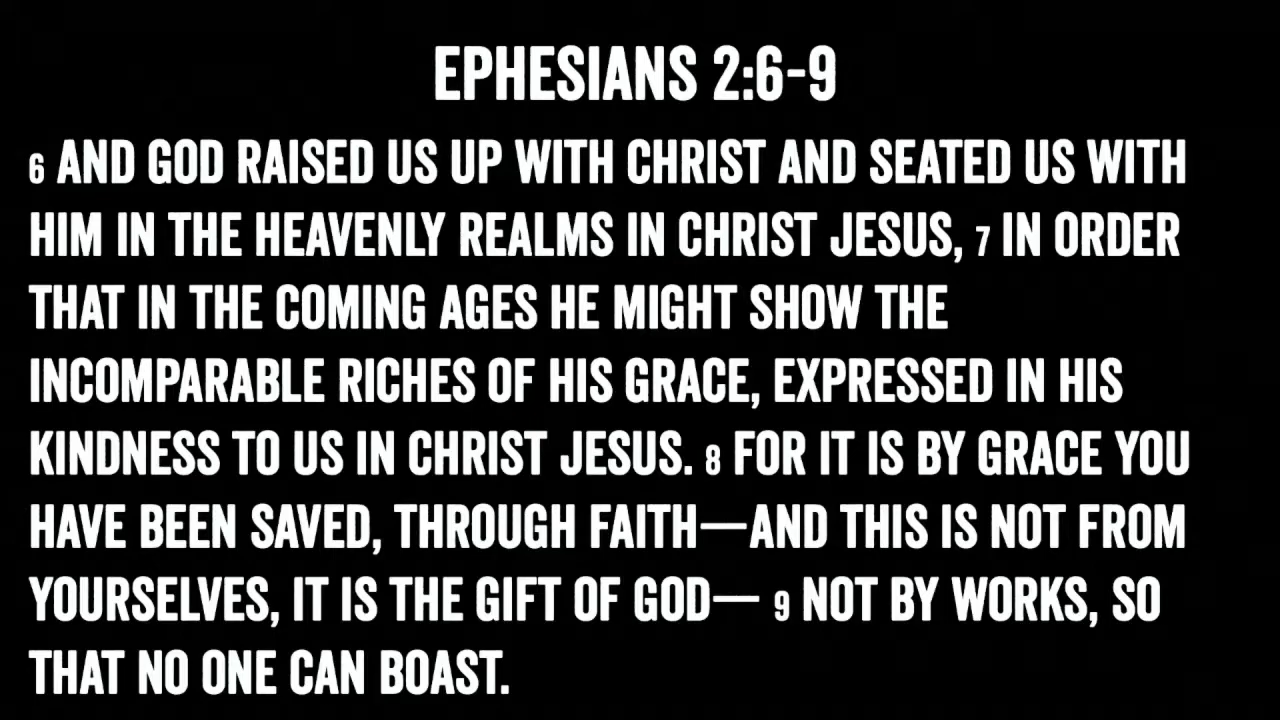 EPHESIANS 2:6-9
6 AND GOD RAISED US UP WITH CHRIST AND SEATED US WITH
HIM IN THE HEAVENLY REALMS IN CHRIST JESUS, 7 IN ORDER
THAT IN THE COMING AGES HE MIGHT SHOW THE
INCOMPARABLE RICHES OF HIS GRACE, EXPRESSED IN HIS
KINDNESS TO US IN CHRIST JESUS. 8 FOR IT IS BY GRACE YOU
HAVE BEEN SAVED, THROUGH FAITH—AND THIS IS NOT FROM
YOURSELVES, IT IS THE GIFT OF GOD— 9 NOT BY WORKS, SO
THAT NO ONE CAN BOAST.